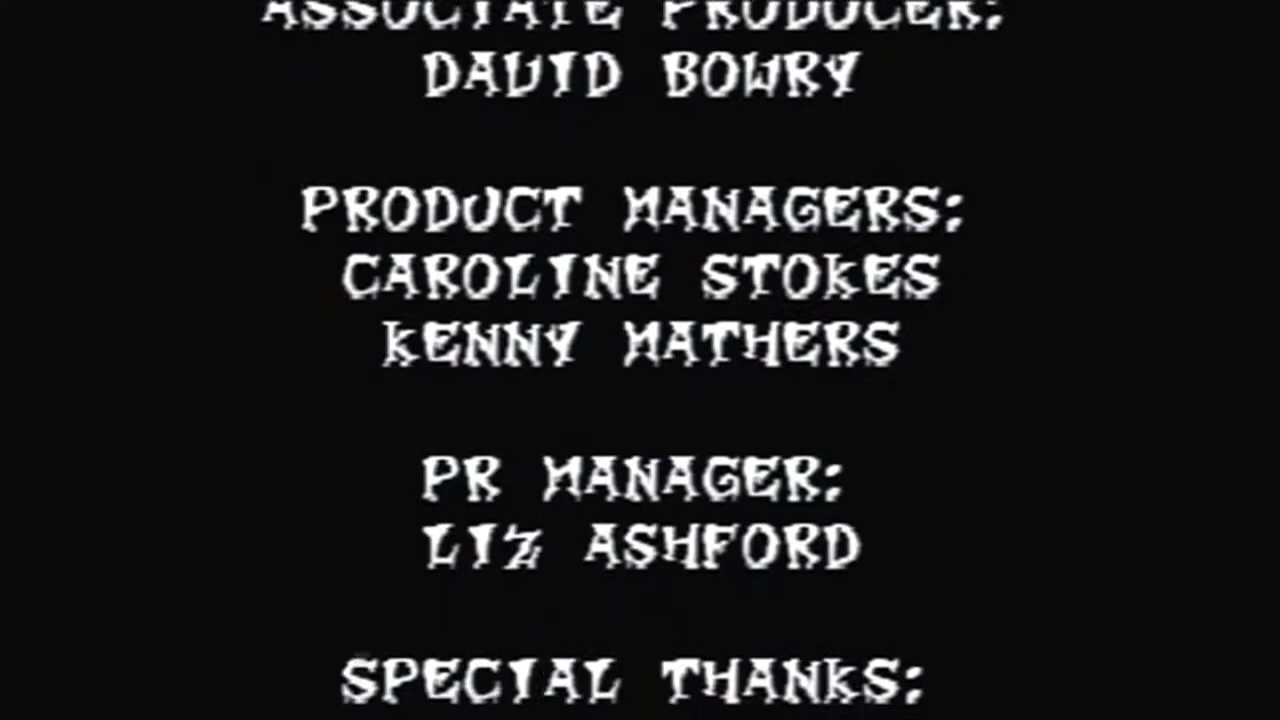 ASSOCIATE PRODUCER:
DAVID BOWRY
PRODUCT MANAGERS:
CAROLINE STOKES
KENNY MATHERS
PR MANAGER:
LIZ ASHFORD
SPECIAL THANKS: